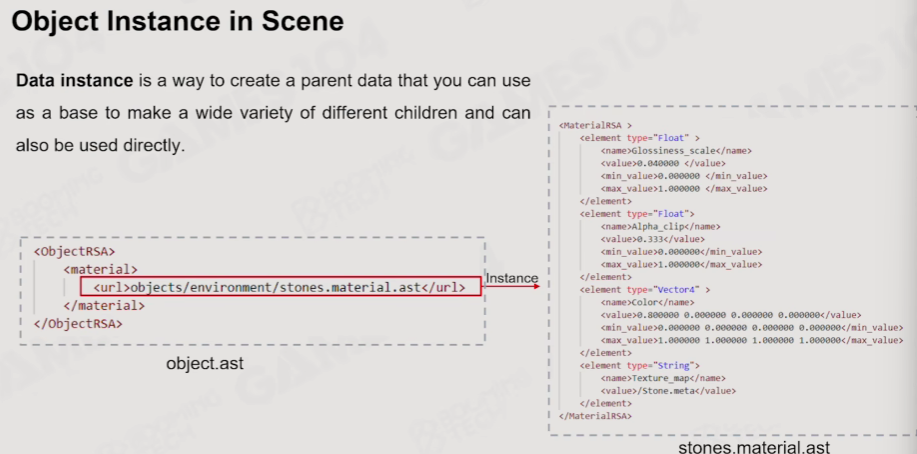 Object Instance in Scene
Data instance is a way to create a parent data that you can use
as a base to make a wide variety of different children and can
also be used directly.
<ObjectRSA>
<material>
<url>objects/environment/stones.material.ast</url>
</material>
</ObjectRSA>
object.ast
Instance
<MaterialRSA >
<element type="Float" >
<name>Glossiness_scale</name>
<value>0.040000 </value>
<min_value>0.000000 </min_value>
<max_value>1.000000 </max_value>
</element>
<element type="Float">
<name>Alpha_clip</name>
<value>0.333</value>
<min_value>0.000000</min_value>
<max_value>1.000000</max_value>
</element>
<element type="Vector4" >
<name>Color</name>
<value>0.800000 0.000000 0.000000 0.000000</value>
<min_value>0.000000 0.000000 0.000000 0.000000</min_value>
<max_value>1.000000 1.000000 1.000000 1.000000</max_value>
</element>
<element type="String">
<name>Texture_map</name>
<value>/Stone.meta</value>
</element>
</MaterialRSA>
stones.material.ast
GAMES104